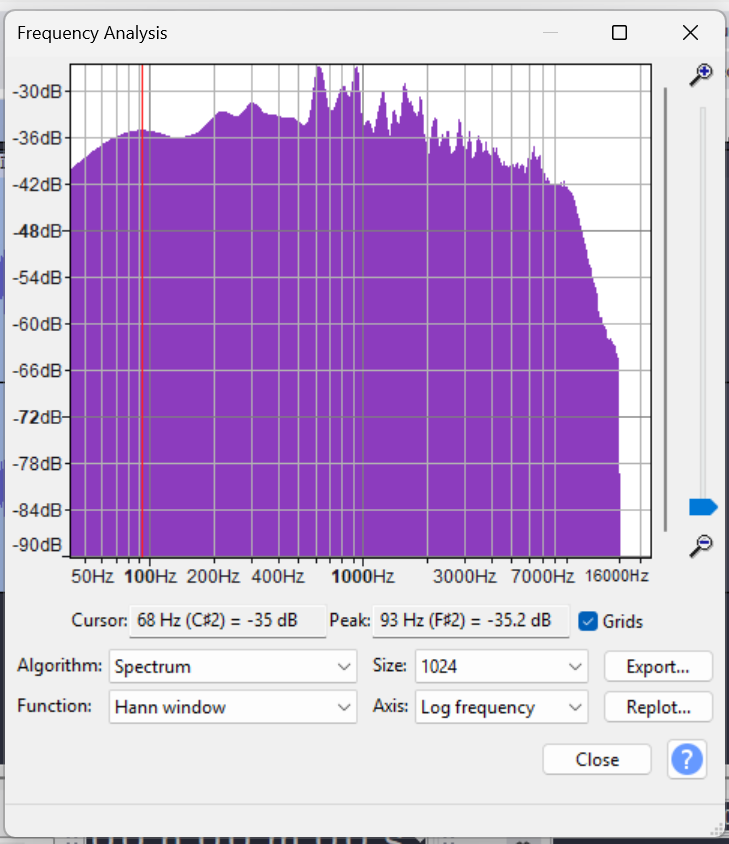 Frequency Analysis
-30dB
-36dB
-42dB
-48dB
-54dB
-60dB
-66dB
-72dB
-78dB
-84dB
-90dB
50Hz 100Hz 200Hz 400Hz 1000Hz 3000Hz 7000Hz 16000Hz
Cursor: 68 Hz (C♯2) = -35 dB Peak: 93 Hz (F♯2) = -35.2 dB Grids
Algorithm: Spectrum Size: 1024 Export...
Function: Hann window Axis: Log frequency Replot...
Close ?